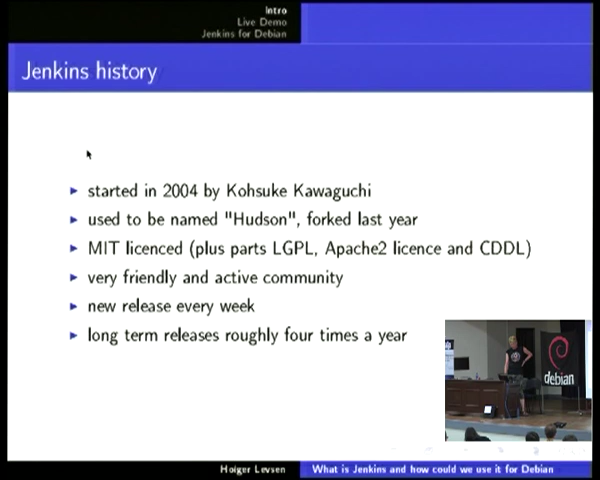 Intro
Live Demo
Jenkins for Debian
Jenkins history
started in 2004 by Kohsuke Kawaguchi
used to be named "Hudson", forked last year
MIT licenced (plus parts LGPL, Apache2 licence and CDDL)
very friendly and active community
new release every week
long term releases roughly four times a year
debian
Holger Levsen
What is Jenkins and how could we use it for Debian